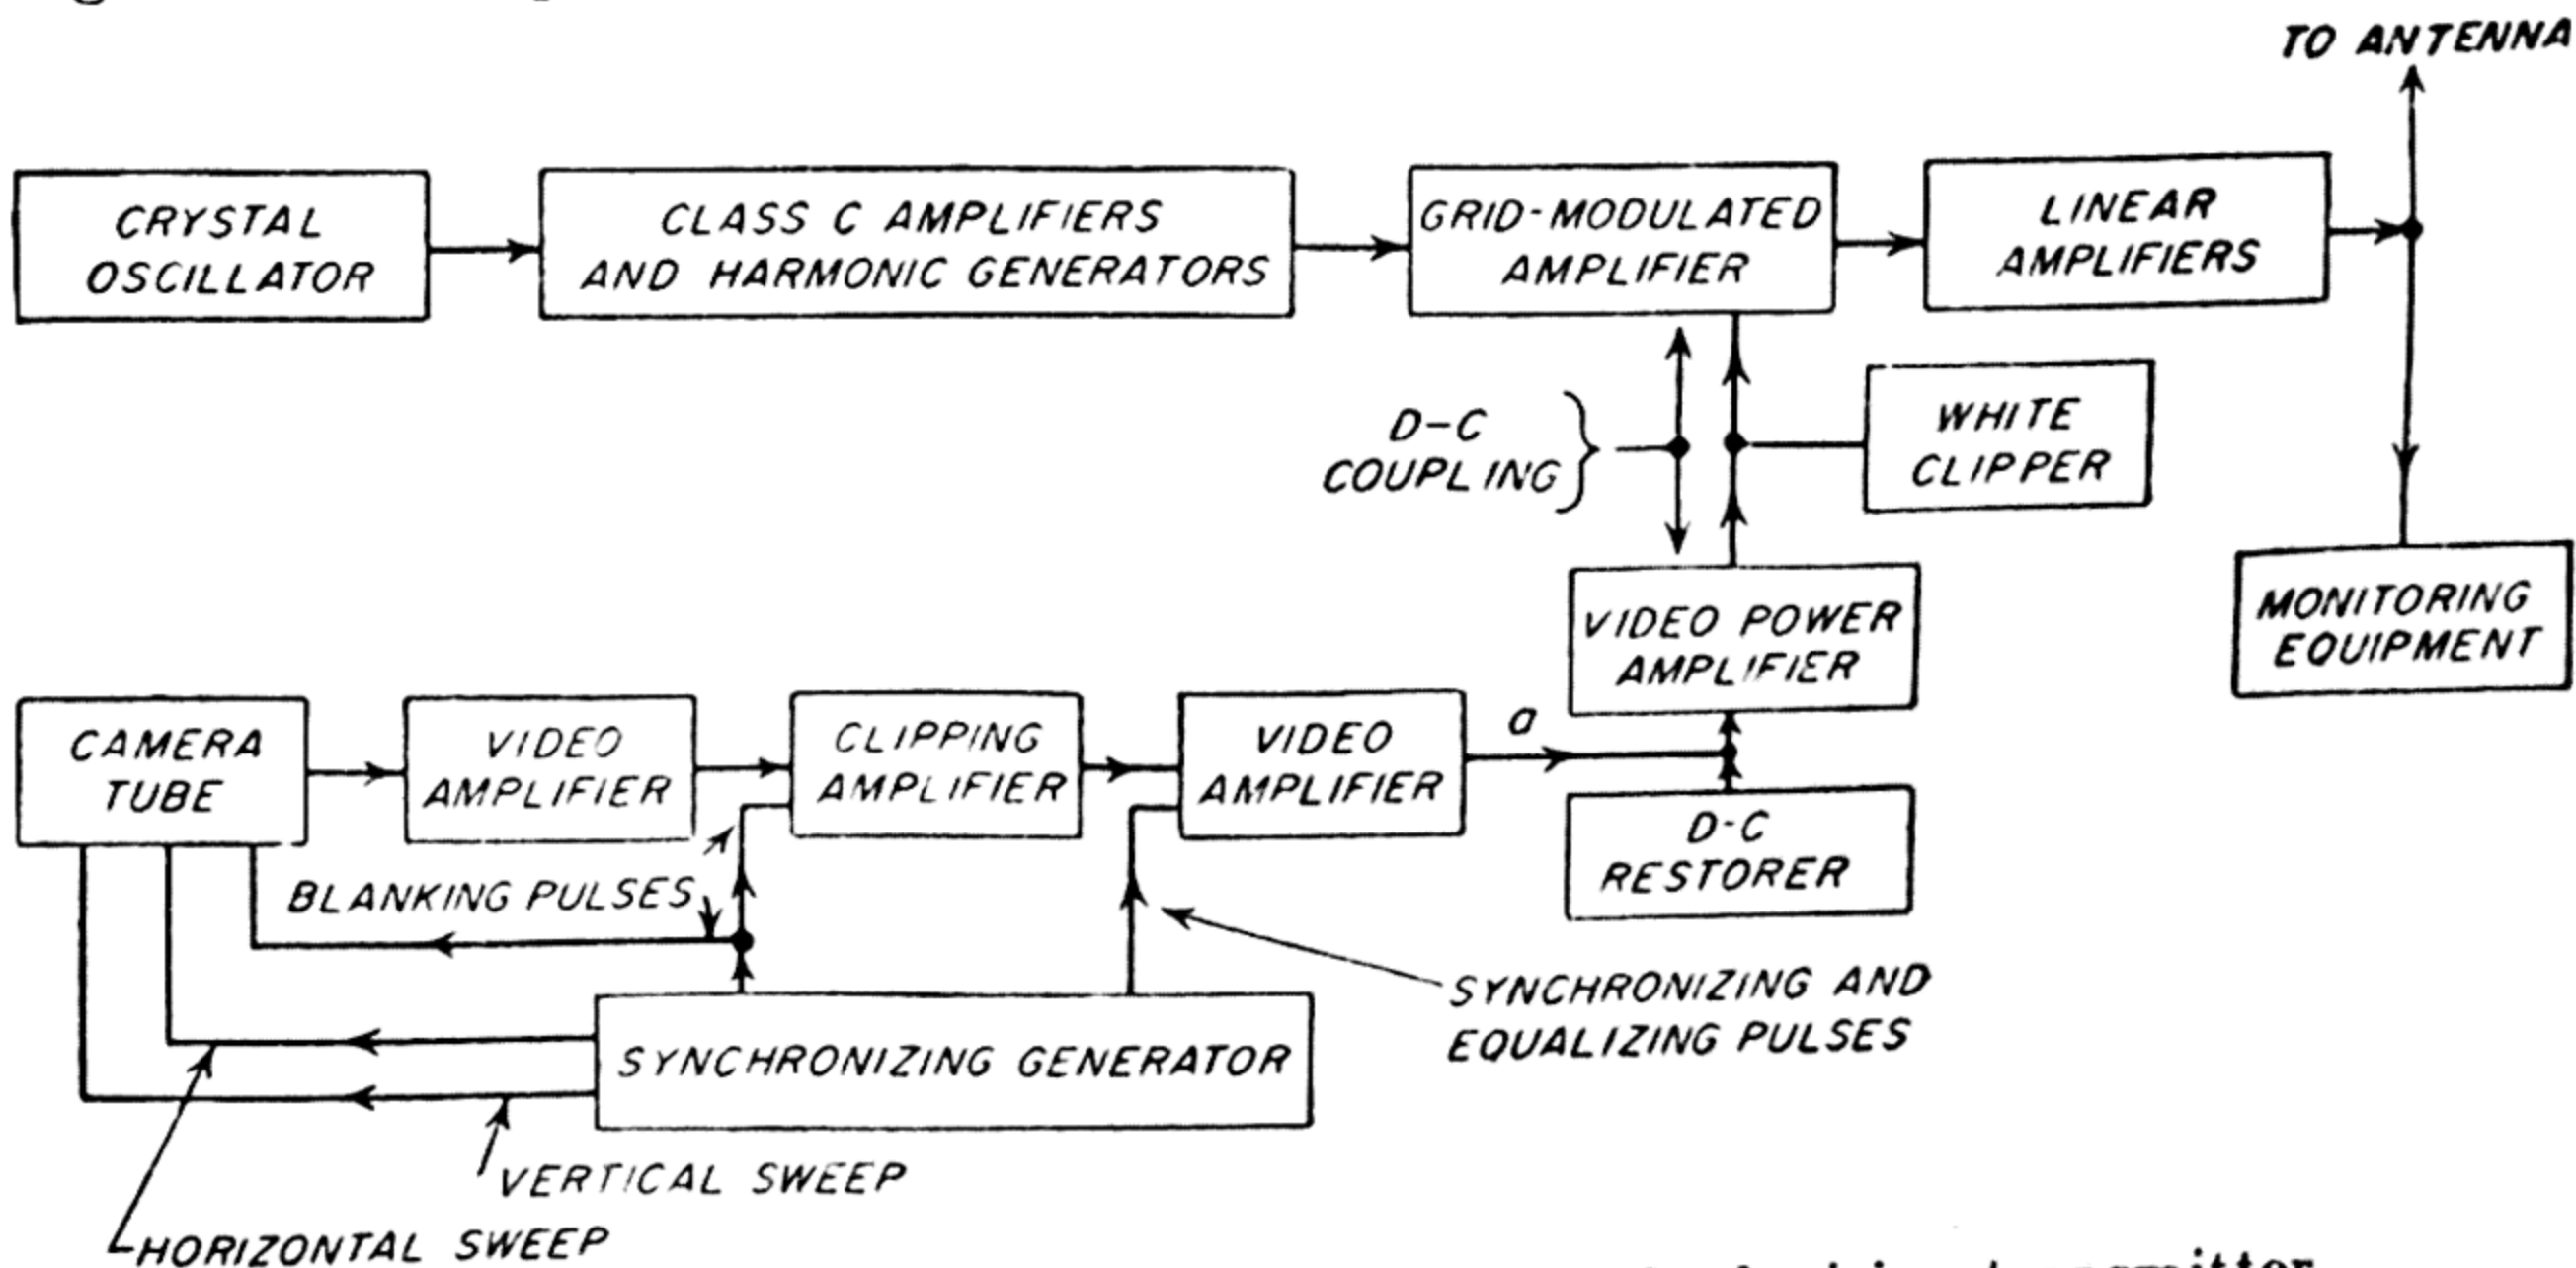 TO ANTENNA
CRYSTAL
OSCILLATOR
CLASS C AMPLIFIERS
AND HARMONIC GENERATORS
GRID-MODULATED
AMPLIFIER
LINEAR
AMPLIFIERS
D-C
COUPLING
WHITE
CLIPPER
VIDEO POWER
AMPLIFIER
MONITORING
EQUIPMENT
CAMERA
TUBE
VIDEO
AMPLIFIER
CLIPPING
AMPLIFIER
VIDEO
AMPLIFIER
a
D-C
RESTORER
BLANKING PULSES
SYNCHRONIZING AND
EQUALIZING PULSES
SYNCHRONIZING GENERATOR
VERTICAL SWEEP
HORIZONTAL SWEEP